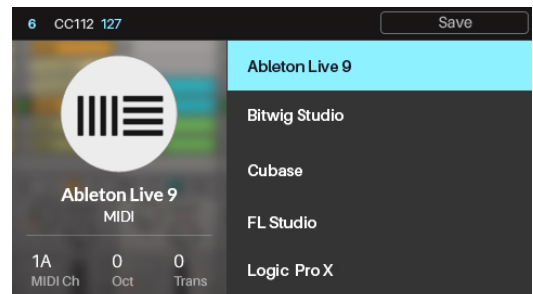 6 CC112 127 Save
Ableton Live 9
Bitwig Studio
Cubase
FL Studio
Logic Pro X
Ableton Live 9
MIDI
1A 0 0
MIDI Ch Oct Trans